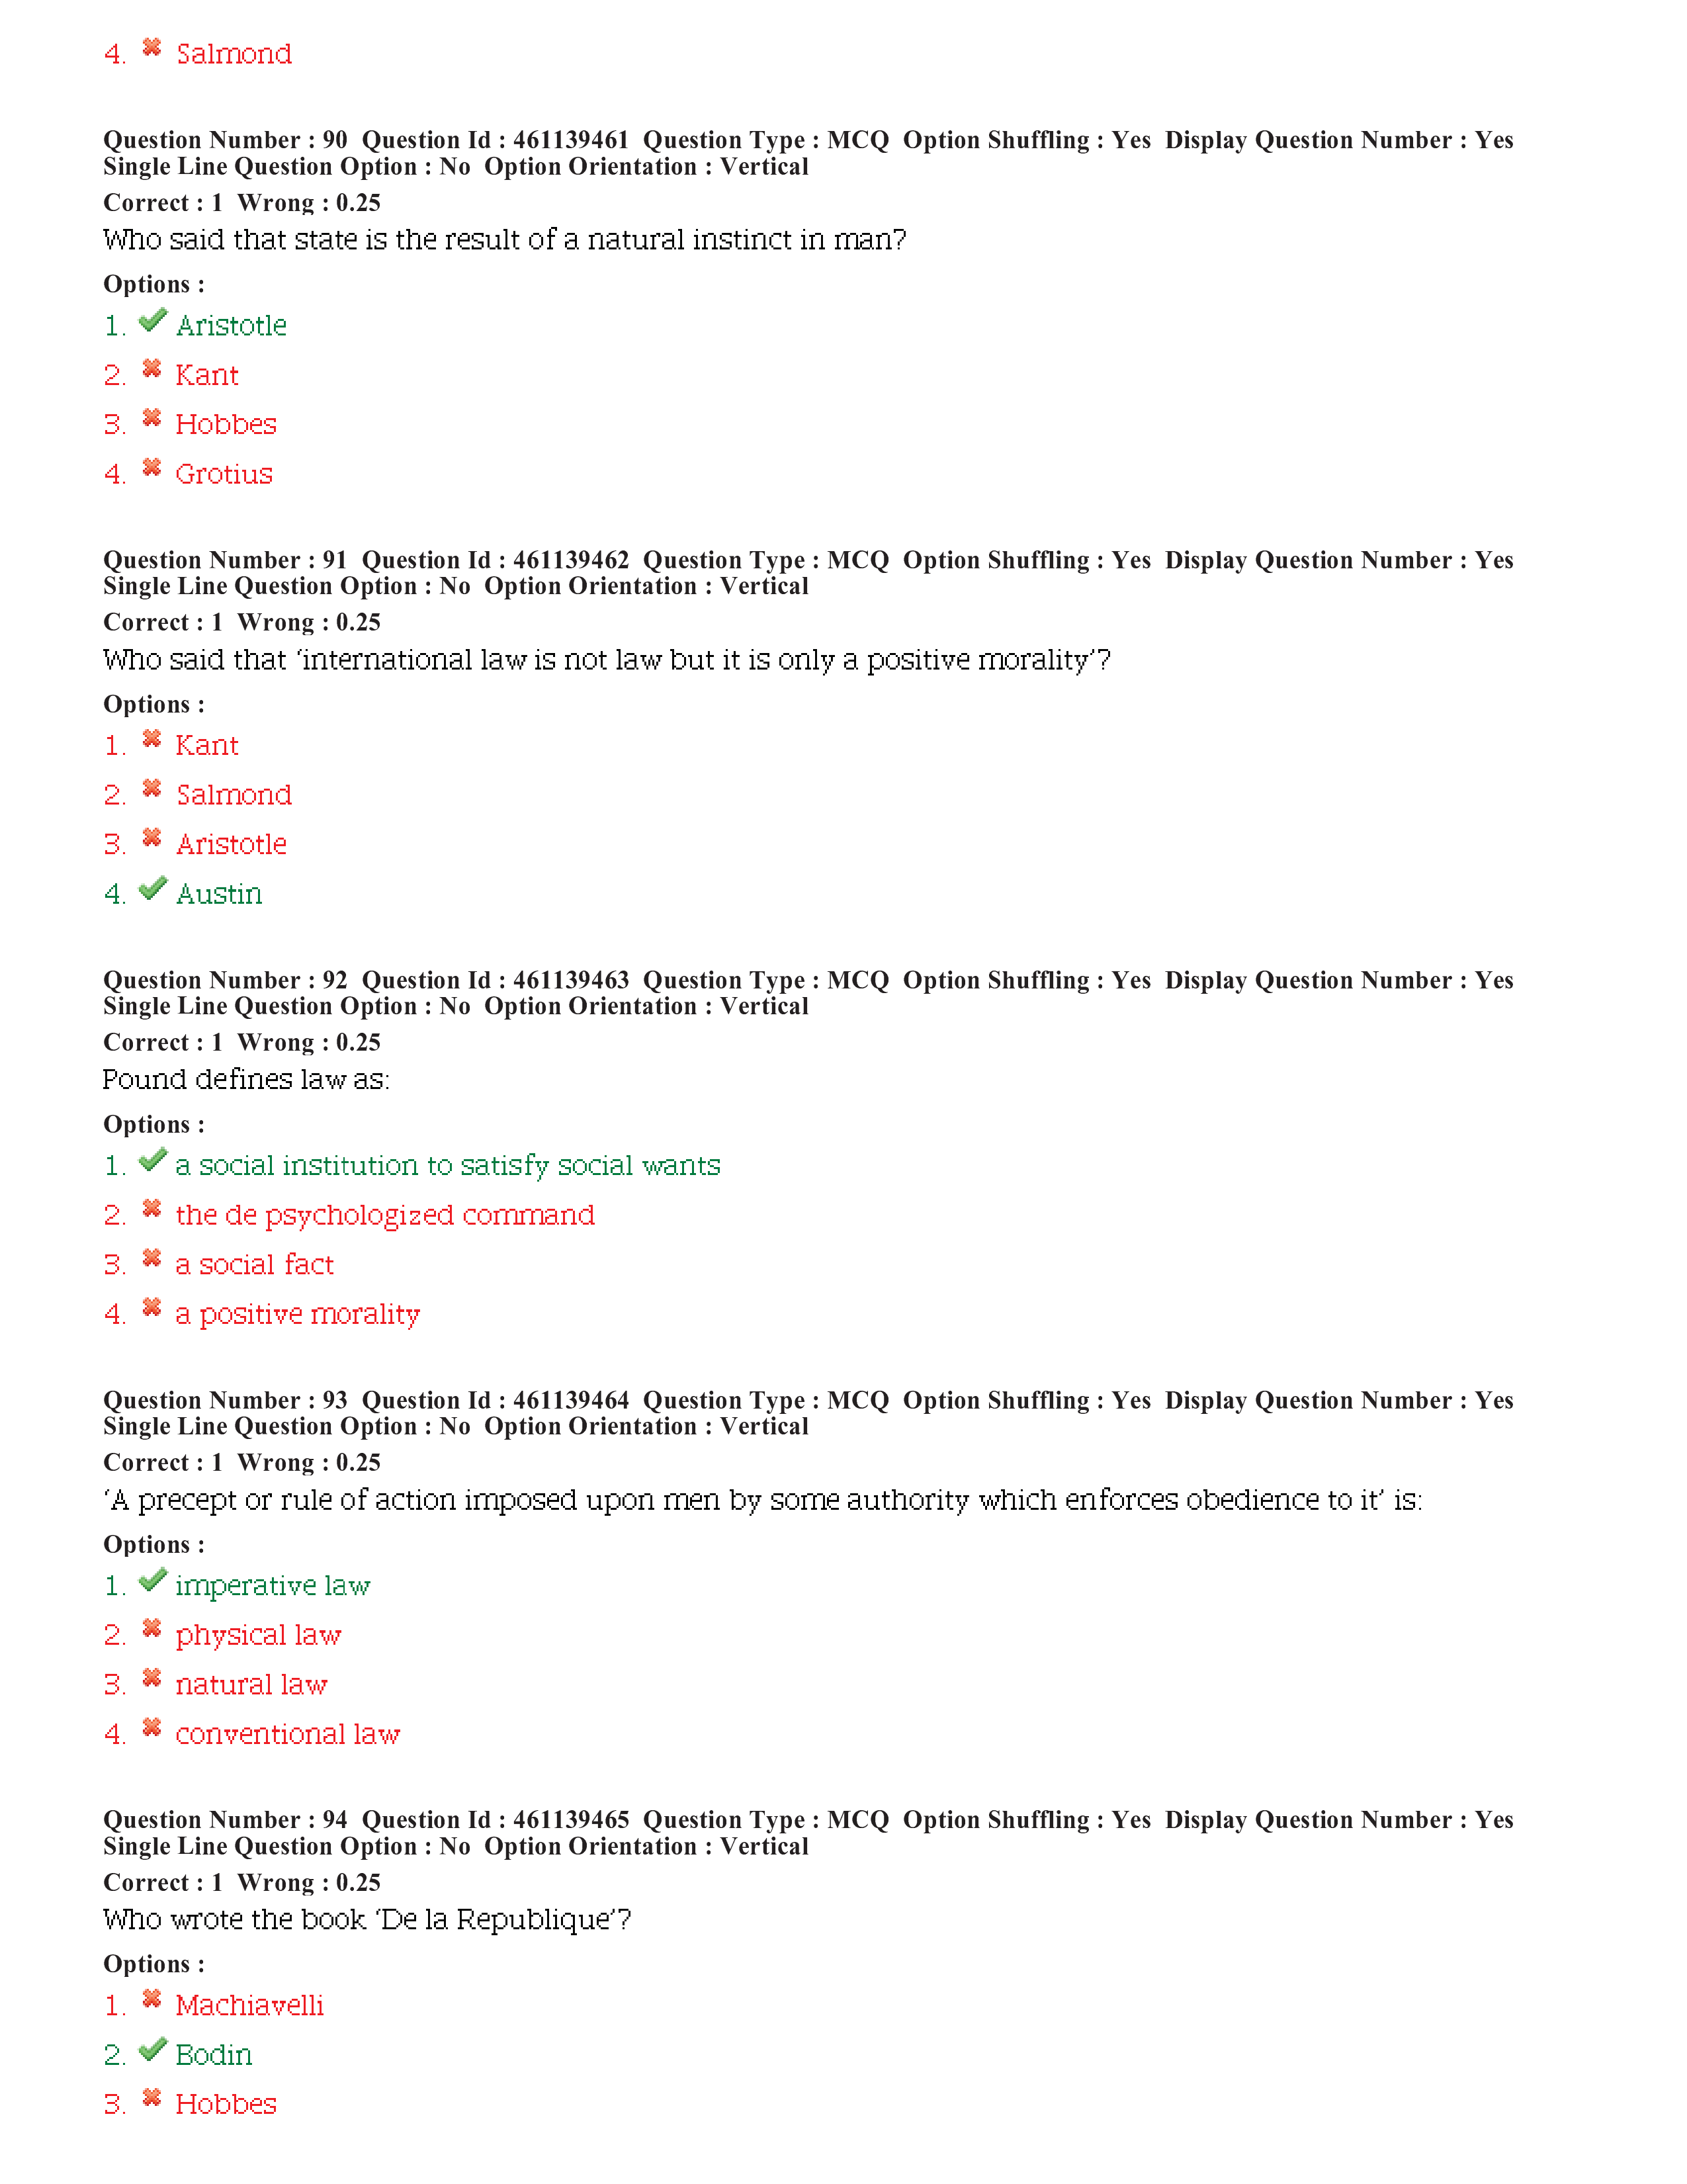 4. Salmond
Question Number : 90 Question Id : 461139461 Question Type : MCQ Option Shuffling : Yes Display Question Number : Yes
Single Line Question Option : No Option Orientation : Vertical
Correct : 1 Wrong : 0.25
Who said that state is the result of a natural instinct in man?
Options :
1. Aristotle
2. Kant
3. Hobbes
4. Grotius
Question Number : 91 Question Id : 461139462 Question Type : MCQ Option Shuffling : Yes Display Question Number : Yes
Single Line Question Option : No Option Orientation : Vertical
Correct : 1 Wrong : 0.25
Who said that ‘international law is not law but it is only a positive morality’?
Options :
1. Kant
2. Salmond
3. Aristotle
4. Austin
Question Number : 92 Question Id : 461139463 Question Type : MCQ Option Shuffling : Yes Display Question Number : Yes
Single Line Question Option : No Option Orientation : Vertical
Correct : 1 Wrong : 0.25
Pound defines law as:
Options :
1. a social institution to satisfy social wants
2. the de psychologized command
3. a social fact
4. a positive morality
Question Number : 93 Question Id : 461139464 Question Type : MCQ Option Shuffling : Yes Display Question Number : Yes
Single Line Question Option : No Option Orientation : Vertical
Correct : 1 Wrong : 0.25
‘A precept or rule of action imposed upon men by some authority which enforces obedience to it’ is:
Options :
1. imperative law
2. physical law
3. natural law
4. conventional law
Question Number : 94 Question Id : 461139465 Question Type : MCQ Option Shuffling : Yes Display Question Number : Yes
Single Line Question Option : No Option Orientation : Vertical
Correct : 1 Wrong : 0.25
Who wrote the book ‘De la Republique’?
Options :
1. Machiavelli
2. Bodin
3. Hobbes